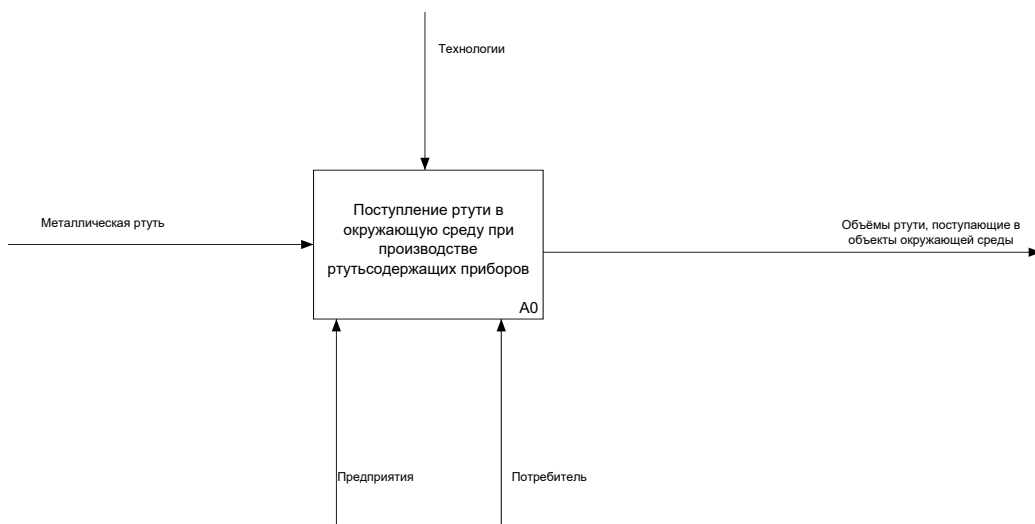 Технологии
Металлическая ртуть
Поступление ртути в
окружающую среду при
производстве
ртутьсодержащих приборов
A0
Объёмы ртути, поступающие в
объекты окружающей среды
Предприятия
Потребитель